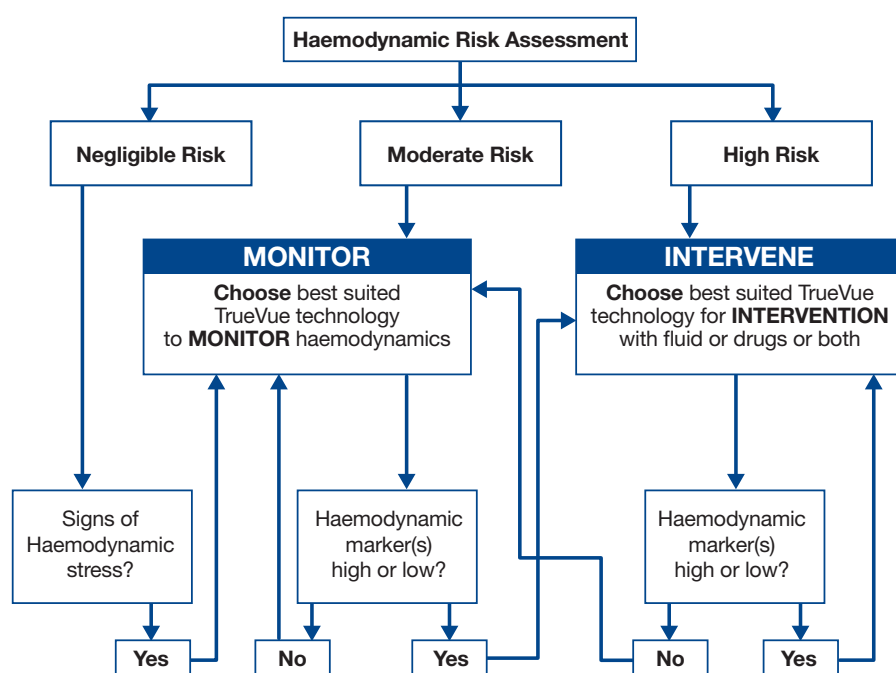 Haemodynamic Risk Assessment
Negligible Risk
Moderate Risk
High Risk
MONITOR
Choose best suited
TrueVue technology
to MONITOR haemodynamics
INTERVENE
Choose best suited TrueVue
technology for INTERVENTION
with fluid or drugs or both
Signs of
Haemodynamic
stress?
Haemodynamic
marker(s)
high or low?
Haemodynamic
marker(s)
high or low?
Yes
No
Yes
No
Yes